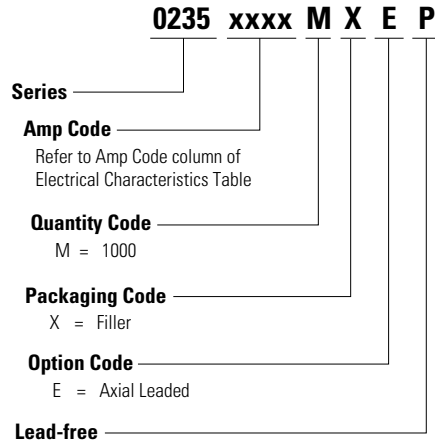 0235 xxxx M X E P
Series
Amp Code
Refer to Amp Code column of
Electrical Characteristics Table
Quantity Code
M = 1000
Packaging Code
X = Filler
Option Code
E = Axial Leaded
Lead-free